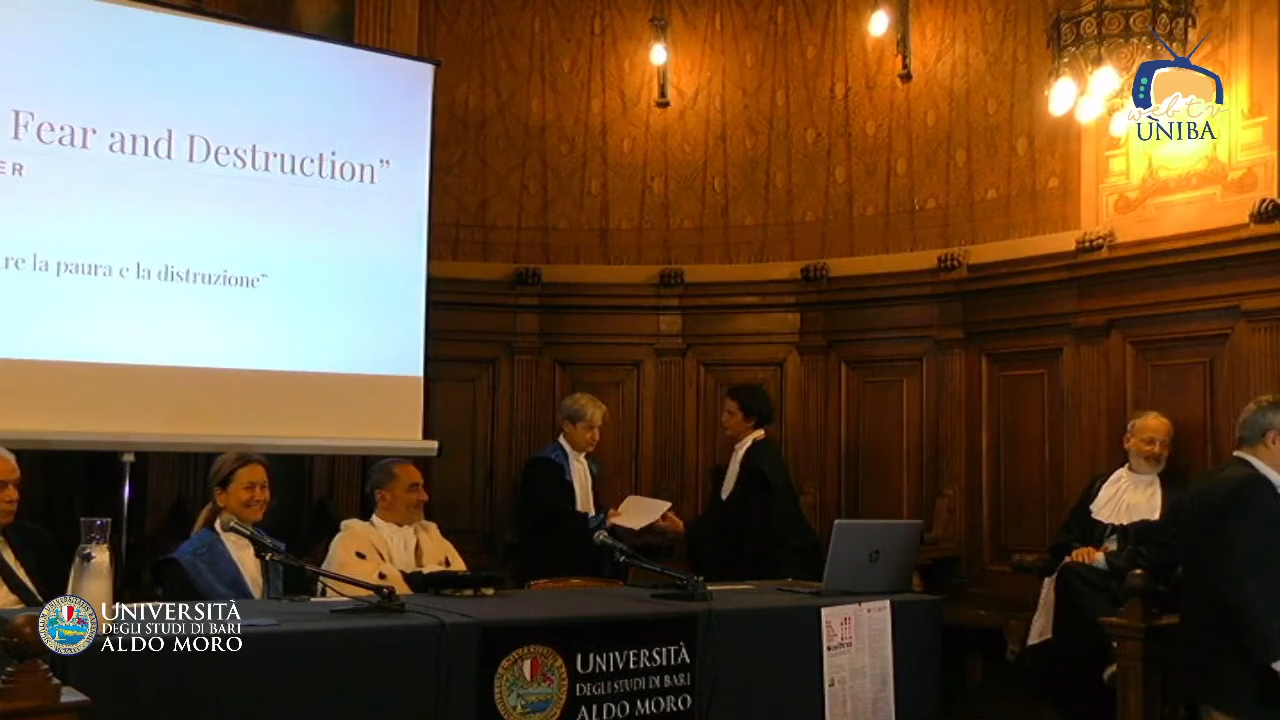 Fear and Destruction”
ER
re la paura e la distruzione”
web tv
UNIBA
UNIVERSITÀ
DEGLI STUDI DI BARI
ALDO MORO
UNIVERSITÀ
DEGLI STUDI DI BARI
ALDO MORO